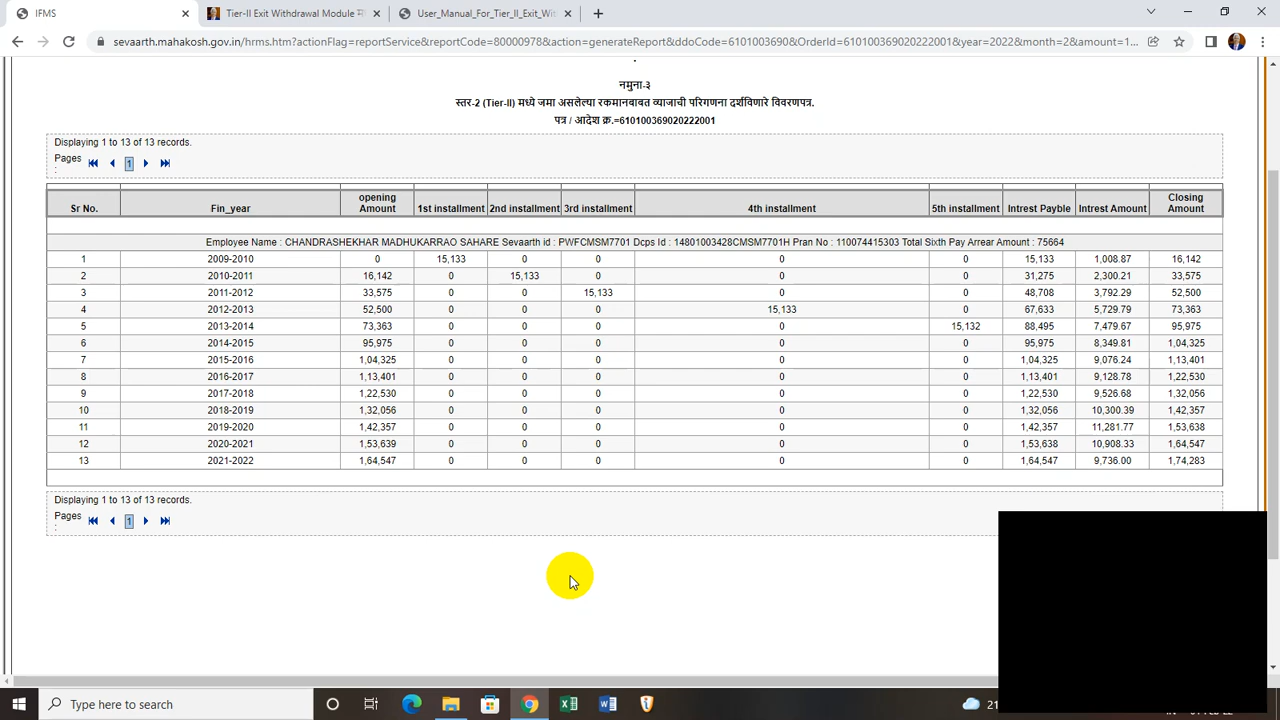 IFMS
Tier-II Exit Withdrawal Module
User_Manual_For_Tier_II_Exit_Wit
sevaarth.mahakosh.gov.in/hrms.htm?actionFlag=reportService&reportCode=80000978&action=generateReport&ddoCode=6101003690&OrderId=610100369020222001&year=2022&month=2&amount=1...
नमुना-३
स्तर-2 (Tier-II) मध्ये जमा असलेल्या रकमानबाबत व्याजाची परिगणना दर्शविणारे विवरणपत्र.
पत्र / आदेश क्र.=610100369020222001
Displaying 1 to 13 of 13 records.
Pages : 1
Sr No. Fin_year opening Amount 1st installment 2nd installment 3rd installment 4th installment 5th installment Intrest Payble Intrest Amount Closing Amount
Employee Name : CHANDRASHEKHAR MADHUKARRAO SAHARE Sevaarth id : PWFCMSM7701 Dcps Id : 14801003428CMSM7701H Pran No : 110074415303 Total Sixth Pay Arrear Amount : 75664
1 2009-2010 0 15,133 0 0 0 0 15,133 1,008.87 16,142
2 2010-2011 16,142 0 15,133 0 0 0 31,275 2,300.21 33,575
3 2011-2012 33,575 0 0 15,133 0 0 48,708 3,792.29 52,500
4 2012-2013 52,500 0 0 0 15,133 0 67,633 5,729.79 73,363
5 2013-2014 73,363 0 0 0 0 15,132 88,495 7,479.67 95,975
6 2014-2015 95,975 0 0 0 0 0 95,975 8,349.81 1,04,325
7 2015-2016 1,04,325 0 0 0 0 0 1,04,325 9,076.24 1,13,401
8 2016-2017 1,13,401 0 0 0 0 0 1,13,401 9,128.78 1,22,530
9 2017-2018 1,22,530 0 0 0 0 0 1,22,530 9,526.68 1,32,056
10 2018-2019 1,32,056 0 0 0 0 0 1,32,056 10,300.39 1,42,357
11 2019-2020 1,42,357 0 0 0 0 0 1,42,357 11,281.77 1,53,638
12 2020-2021 1,53,639 0 0 0 0 0 1,53,638 10,908.33 1,64,547
13 2021-2022 1,64,547 0 0 0 0 0 1,64,547 9,736.00 1,74,283
Displaying 1 to 13 of 13 records.
Pages : 1
Type here to search
21